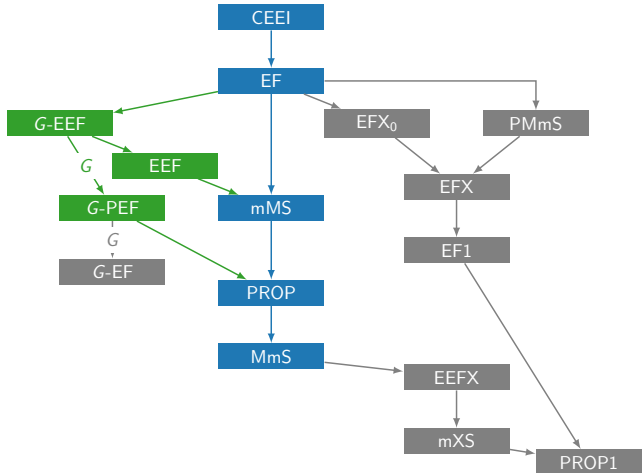 CEEI
EF
G-EEF
EFX₀
PMmS
G
EEF
EFX
G-PEF
mMS
G
EF1
G-EF
PROP
MmS
EEFX
mXS
PROP1